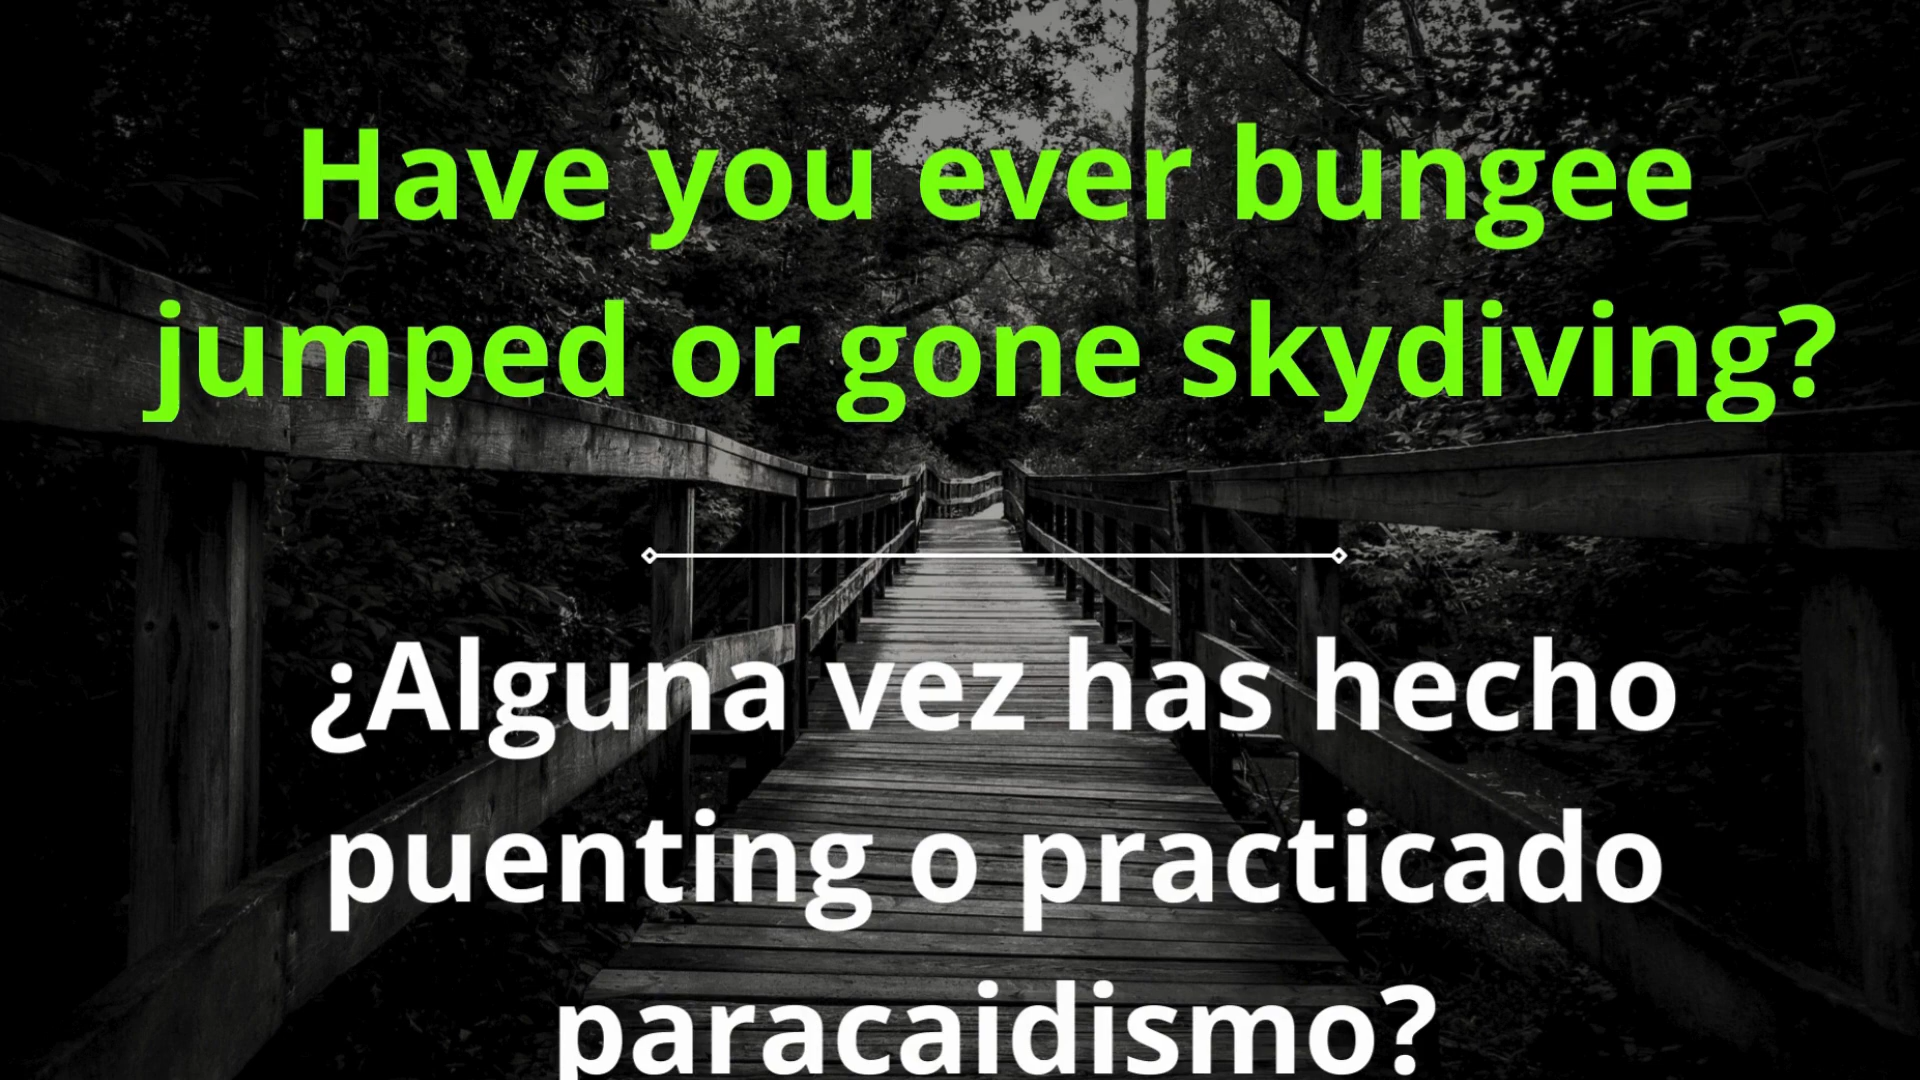 Have you ever bungee
jumped or gone skydiving?
¿Alguna vez has hecho
puenting o practicado
paracaidismo?